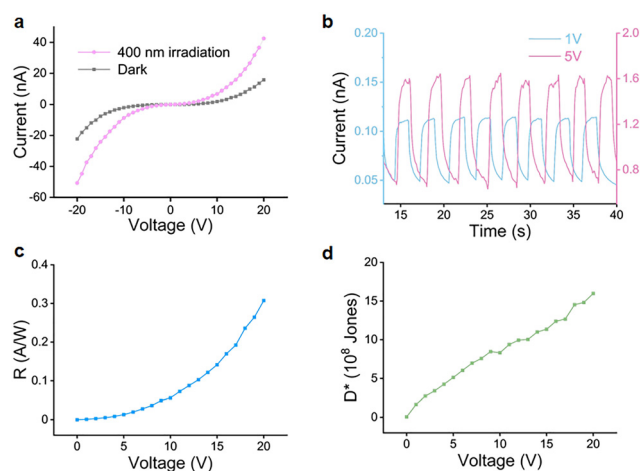 a
400 nm irradiation
Dark
Current (nA)
40
20
0
-20
-40
-60
-20
-10
0
10
20
Voltage (V)
b
1V
5V
Current (nA)
0.20
0.15
0.10
0.05
2.0
1.6
1.2
0.8
15
20
25
30
35
40
Time (s)
c
R (A/W)
0.4
0.3
0.2
0.1
0
0
5
10
15
20
Voltage (V)
d
D* (10⁸ Jones)
20
15
10
5
0
0
5
10
15
20
Voltage (V)